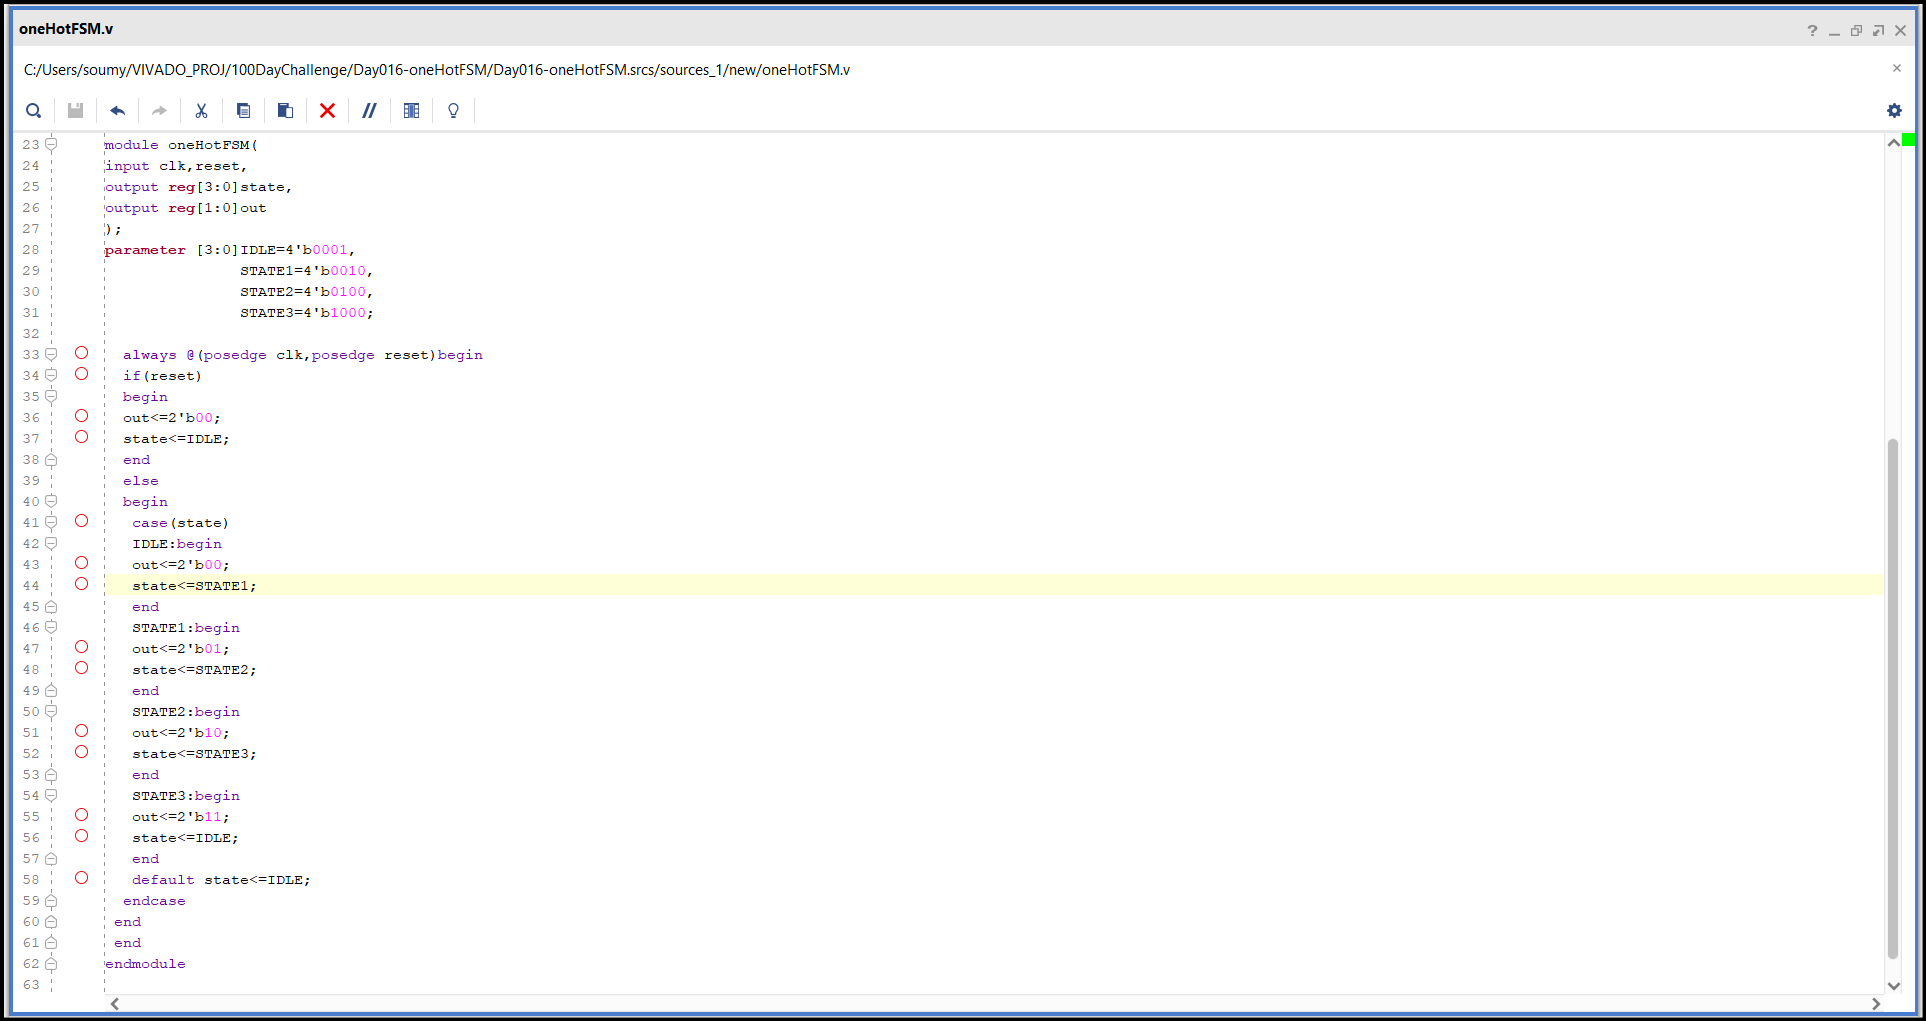 oneHotFSM.v
C:/Users/soumy/VIVADO_PROJ/100DayChallenge/Day016-oneHotFSM/Day016-oneHotFSM.srcs/sources_1/new/oneHotFSM.v
23 module oneHotFSM(
24 input clk,reset,
25 output reg[3:0]state,
26 output reg[1:0]out
27 );
28 parameter [3:0]IDLE=4'b0001,
29 STATE1=4'b0010,
30 STATE2=4'b0100,
31 STATE3=4'b1000;
32
33 always @(posedge clk,posedge reset)begin
34 if(reset)
35 begin
36 out<=2'b00;
37 state<=IDLE;
38 end
39 else
40 begin
41 case(state)
42 IDLE:begin
43 out<=2'b00;
44 state<=STATE1;
45 end
46 STATE1:begin
47 out<=2'b01;
48 state<=STATE2;
49 end
50 STATE2:begin
51 out<=2'b10;
52 state<=STATE3;
53 end
54 STATE3:begin
55 out<=2'b11;
56 state<=IDLE;
57 end
58 default state<=IDLE;
59 endcase
60 end
61 end
62 endmodule
63